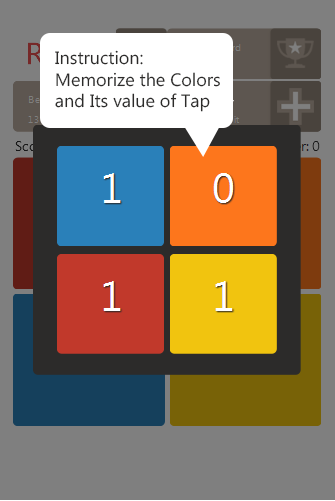 Instruction:
Memorize the Colors
and Its value of Tap
1 0
1 1